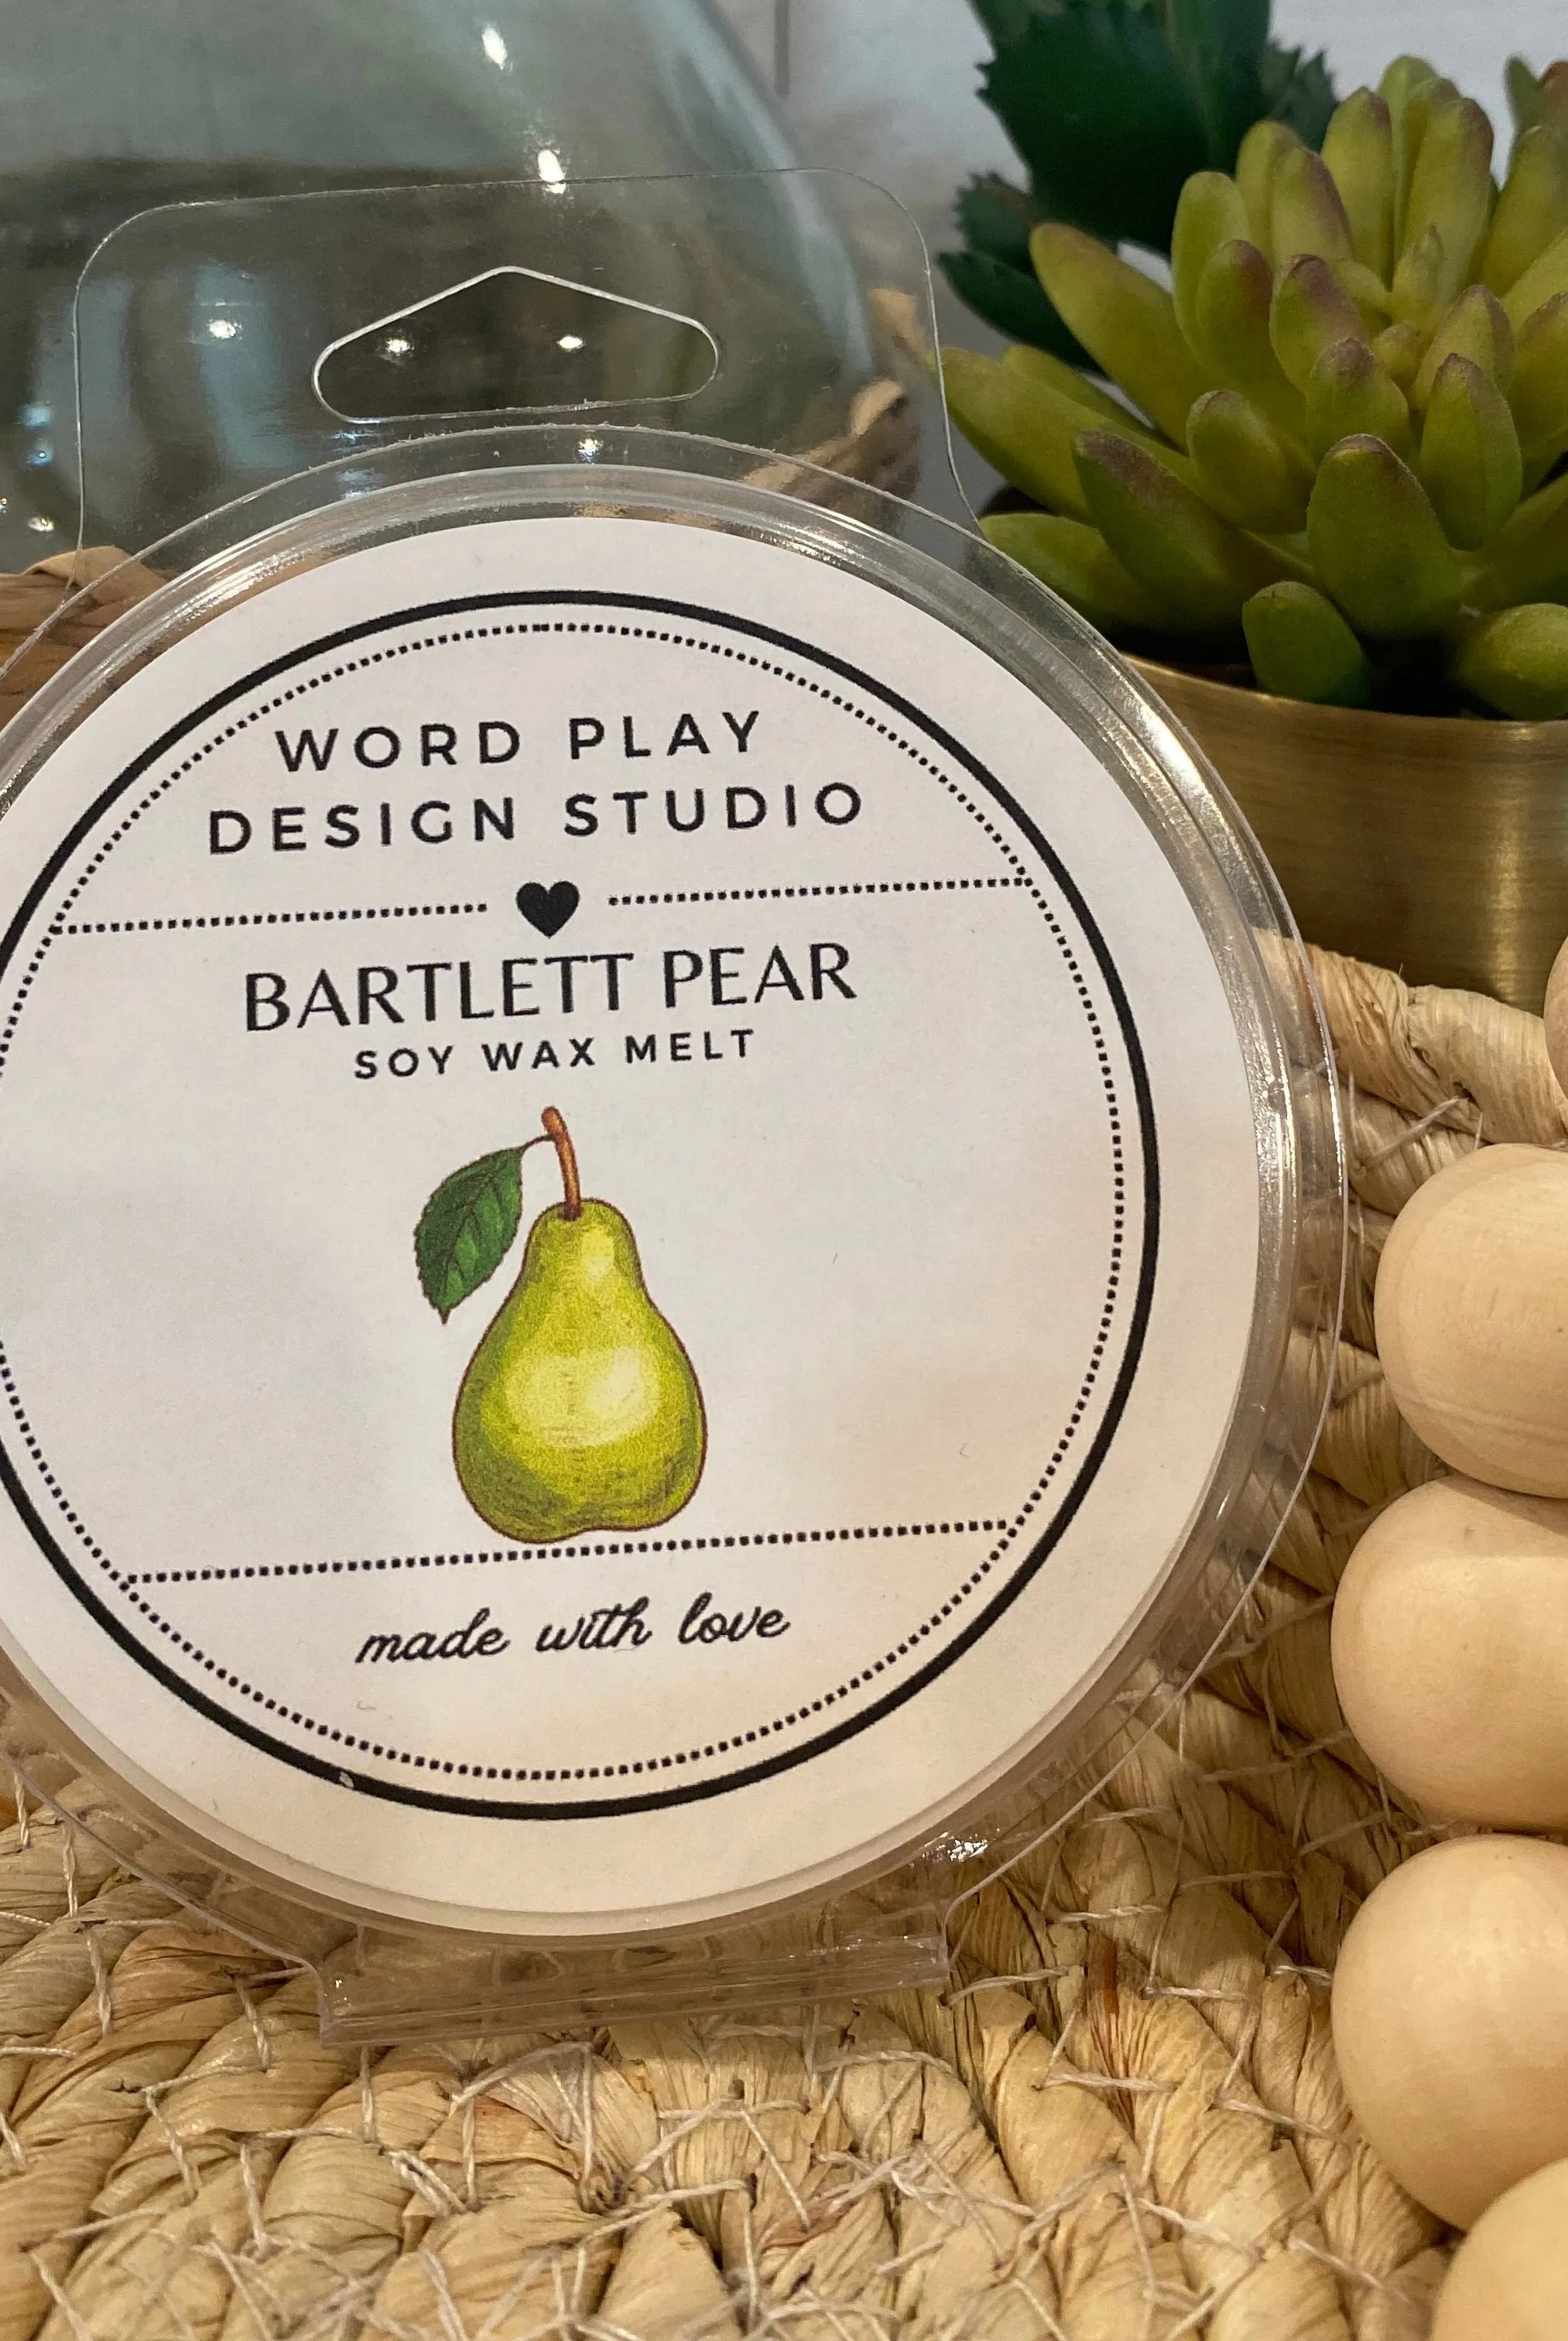 WORD PLAY
DESIGN STUDIO
BARTLETT PEAR
SOY WAX MELT
made with love